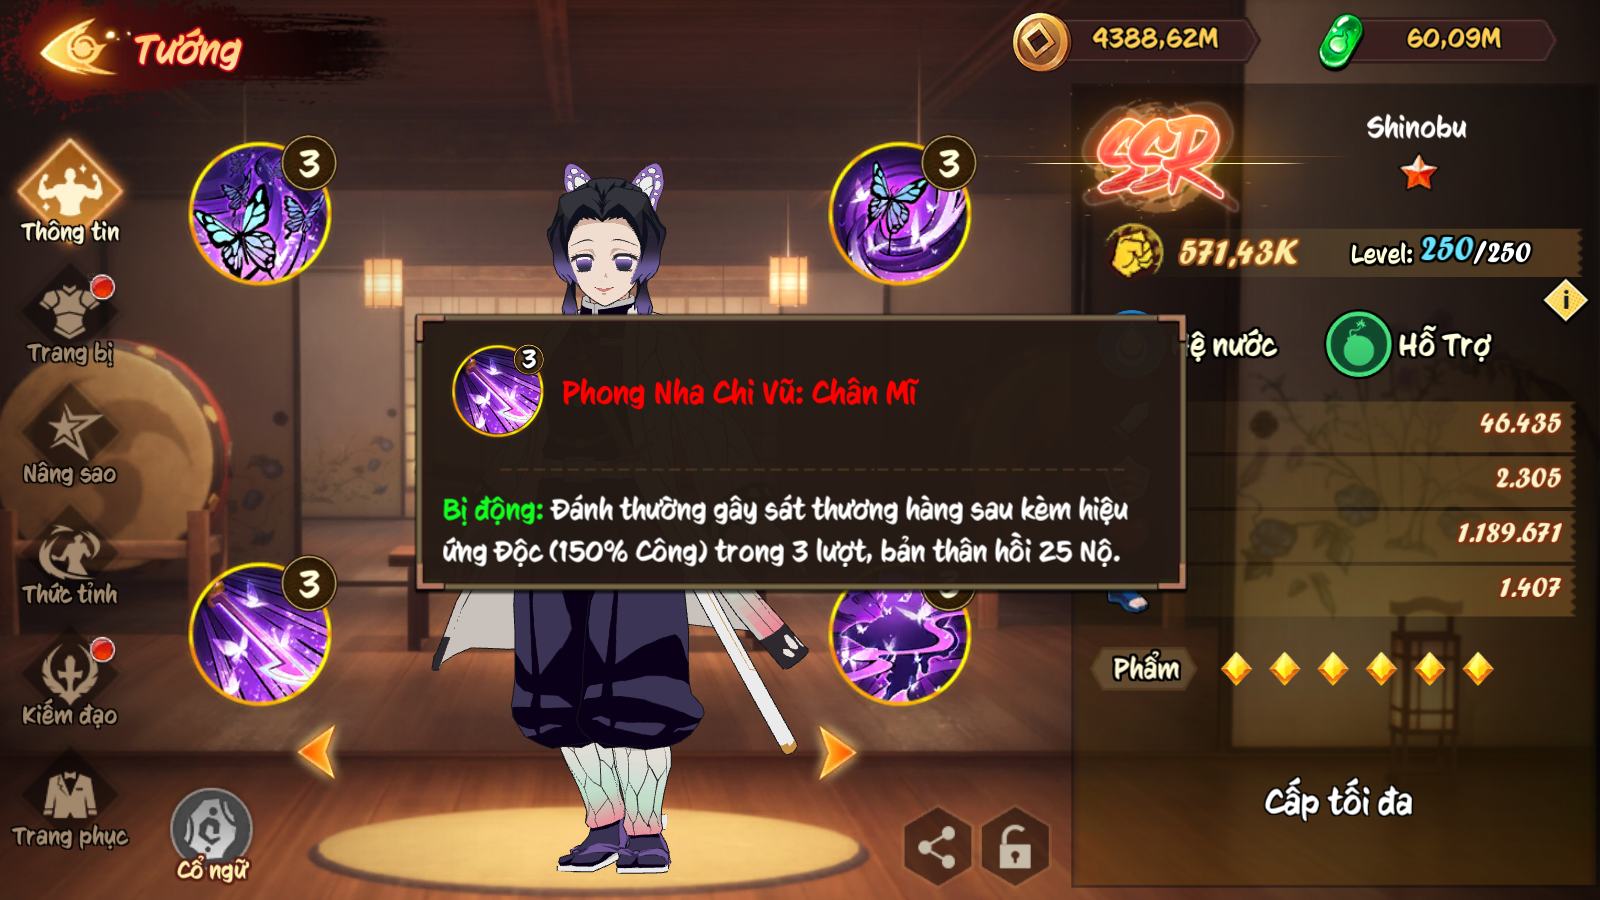 Tướng
4388,62M
60,09M
Thông tin
Trang bị
Nâng sao
Thức tỉnh
Kiếm đạo
Trang phục
Cổ ngữ
3
3
3
3
Phong Nha Chi Vũ: Chân Mĩ
Bị động: Đánh thường gây sát thương hàng sau kèm hiệu
ứng Độc (150% Công) trong 3 lượt, bản thân hồi 25 Nộ.
SSR
Shinobu
571,43K
Level: 250/250
i
nước
Hỗ Trợ
46.435
2.305
1.189.671
1.407
Phẩm
Cấp tối đa